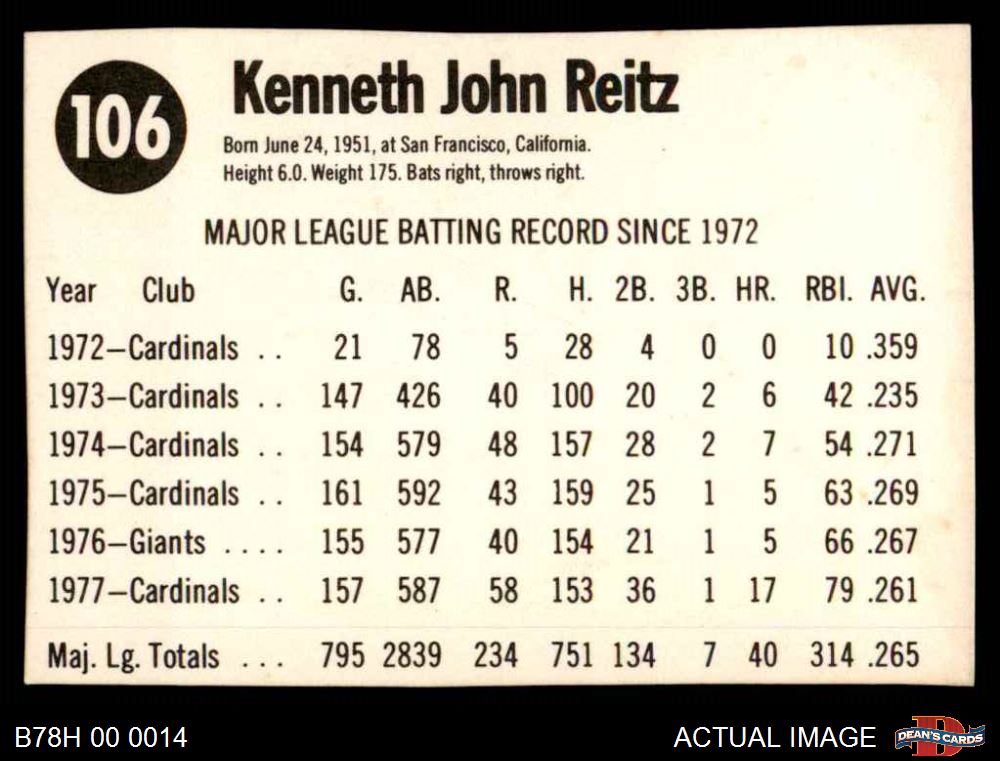 106
Kenneth John Reitz
Born June 24, 1951, at San Francisco, California.
Height 6.0. Weight 175. Bats right, throws right.
MAJOR LEAGUE BATTING RECORD SINCE 1972
Year Club G. AB. R. H. 2B. 3B. HR. RBI. AVG.
1972—Cardinals . . 21 78 5 28 4 0 0 10 .359
1973—Cardinals . . 147 426 40 100 20 2 6 42 .235
1974—Cardinals . . 154 579 48 157 28 2 7 54 .271
1975—Cardinals . . 161 592 43 159 25 1 5 63 .269
1976—Giants . . . . 155 577 40 154 21 1 5 66 .267
1977—Cardinals . . 157 587 58 153 36 1 17 79 .261
Maj. Lg. Totals . . . 795 2839 234 751 134 7 40 314 .265
B78H 00 0014
ACTUAL IMAGE
D
DEAN'S CARDS